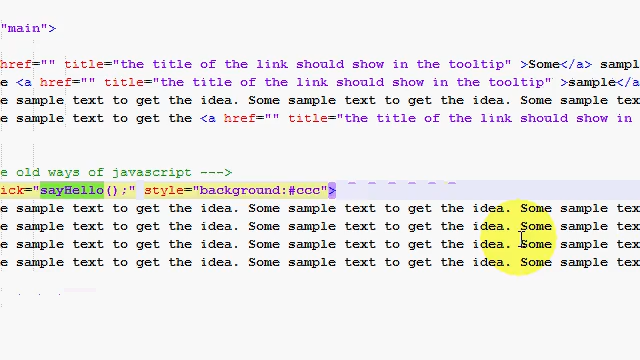 "main">
href="" title="the title of the link should show in the tooltip" >Some</a> sampl
e <a href="" title="the title of the link should show in the tooltip" >sample</a
e sample text to get the idea. Some sample text to get the idea. Some sample tex
e sample text to get the <a href="" title="the title of the link should show in
e old ways of javascript --->
ick="sayHello();" style="background:#ccc">
e sample text to get the idea. Some sample text to get the idea. Some sample tex
e sample text to get the idea. Some sample text to get the idea. Some sample tex
e sample text to get the idea. Some sample text to get the idea. Some sample tex
e sample text to get the idea. Some sample text to get the idea. Some sample tex